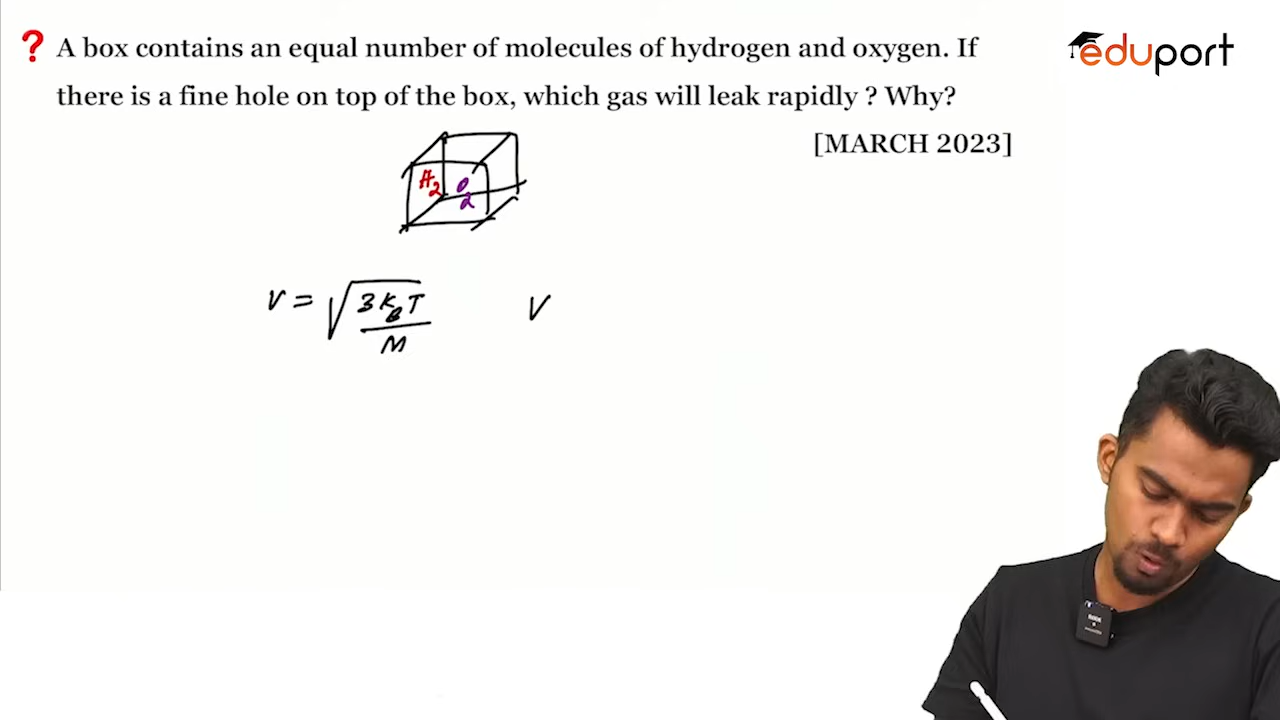 ? A box contains an equal number of molecules of hydrogen and oxygen. If
there is a fine hole on top of the box, which gas will leak rapidly ? Why?
[MARCH 2023]
eduport
H2 O2
v = √3KBT/M V